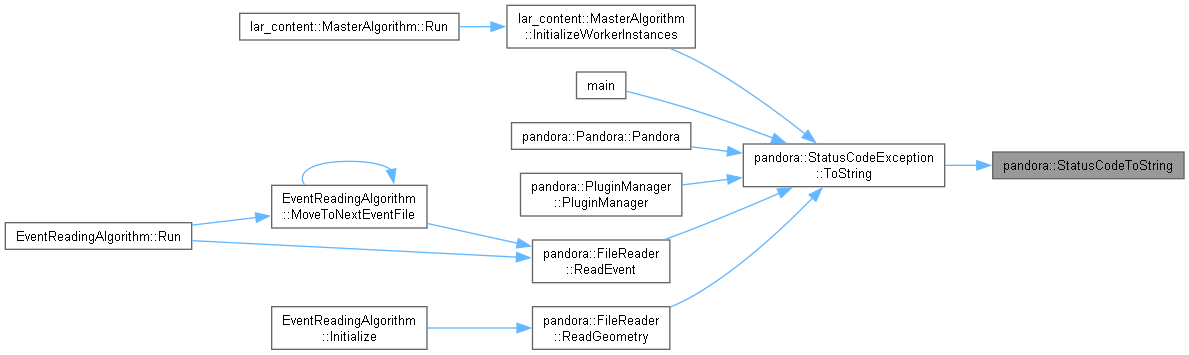 lar_content::MasterAlgorithm::Run
lar_content::MasterAlgorithm
::InitializeWorkerInstances
main
pandora::Pandora::Pandora
pandora::StatusCodeException
::ToString
pandora::StatusCodeToString
pandora::PluginManager
::PluginManager
EventReadingAlgorithm
::MoveToNextEventFile
EventReadingAlgorithm::Run
pandora::FileReader
::ReadEvent
EventReadingAlgorithm
::Initialize
pandora::FileReader
::ReadGeometry